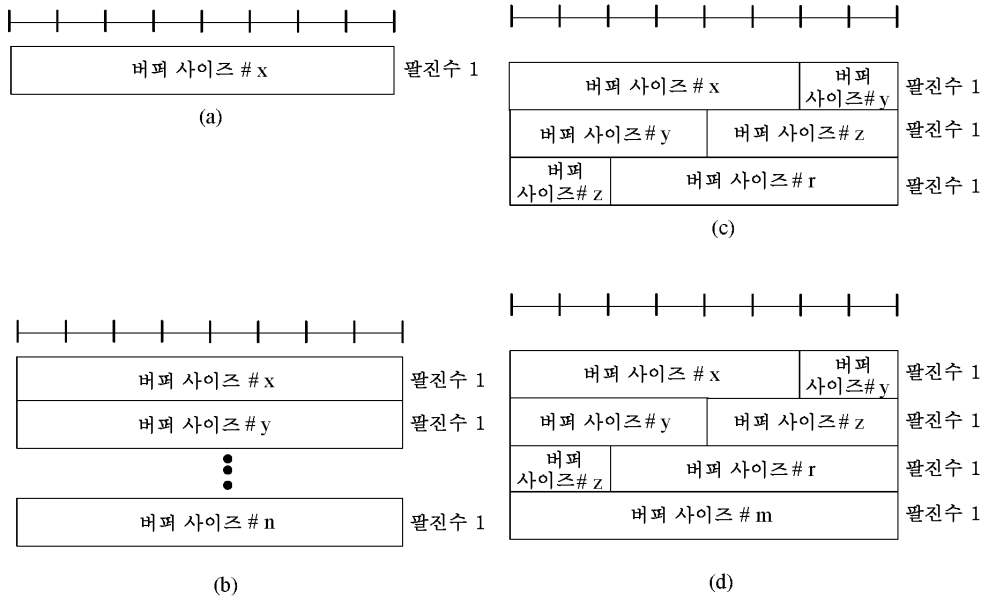 버퍼 사이즈 # x
팔진수 1
(a)
버퍼 사이즈 # x
팔진수 1
버퍼 사이즈 # y
팔진수 1
버퍼 사이즈 # n
팔진수 1
(b)
버퍼 사이즈 # x
버퍼
사이즈# y
팔진수 1
버퍼 사이즈# y
버퍼 사이즈# z
팔진수 1
버퍼
사이즈# z
버퍼 사이즈# r
팔진수 1
(c)
버퍼 사이즈 # x
버퍼
사이즈# y
팔진수 1
버퍼 사이즈# y
버퍼 사이즈# z
팔진수 1
버퍼
사이즈# z
버퍼 사이즈# r
팔진수 1
버퍼 사이즈 # m
팔진수 1
(d)